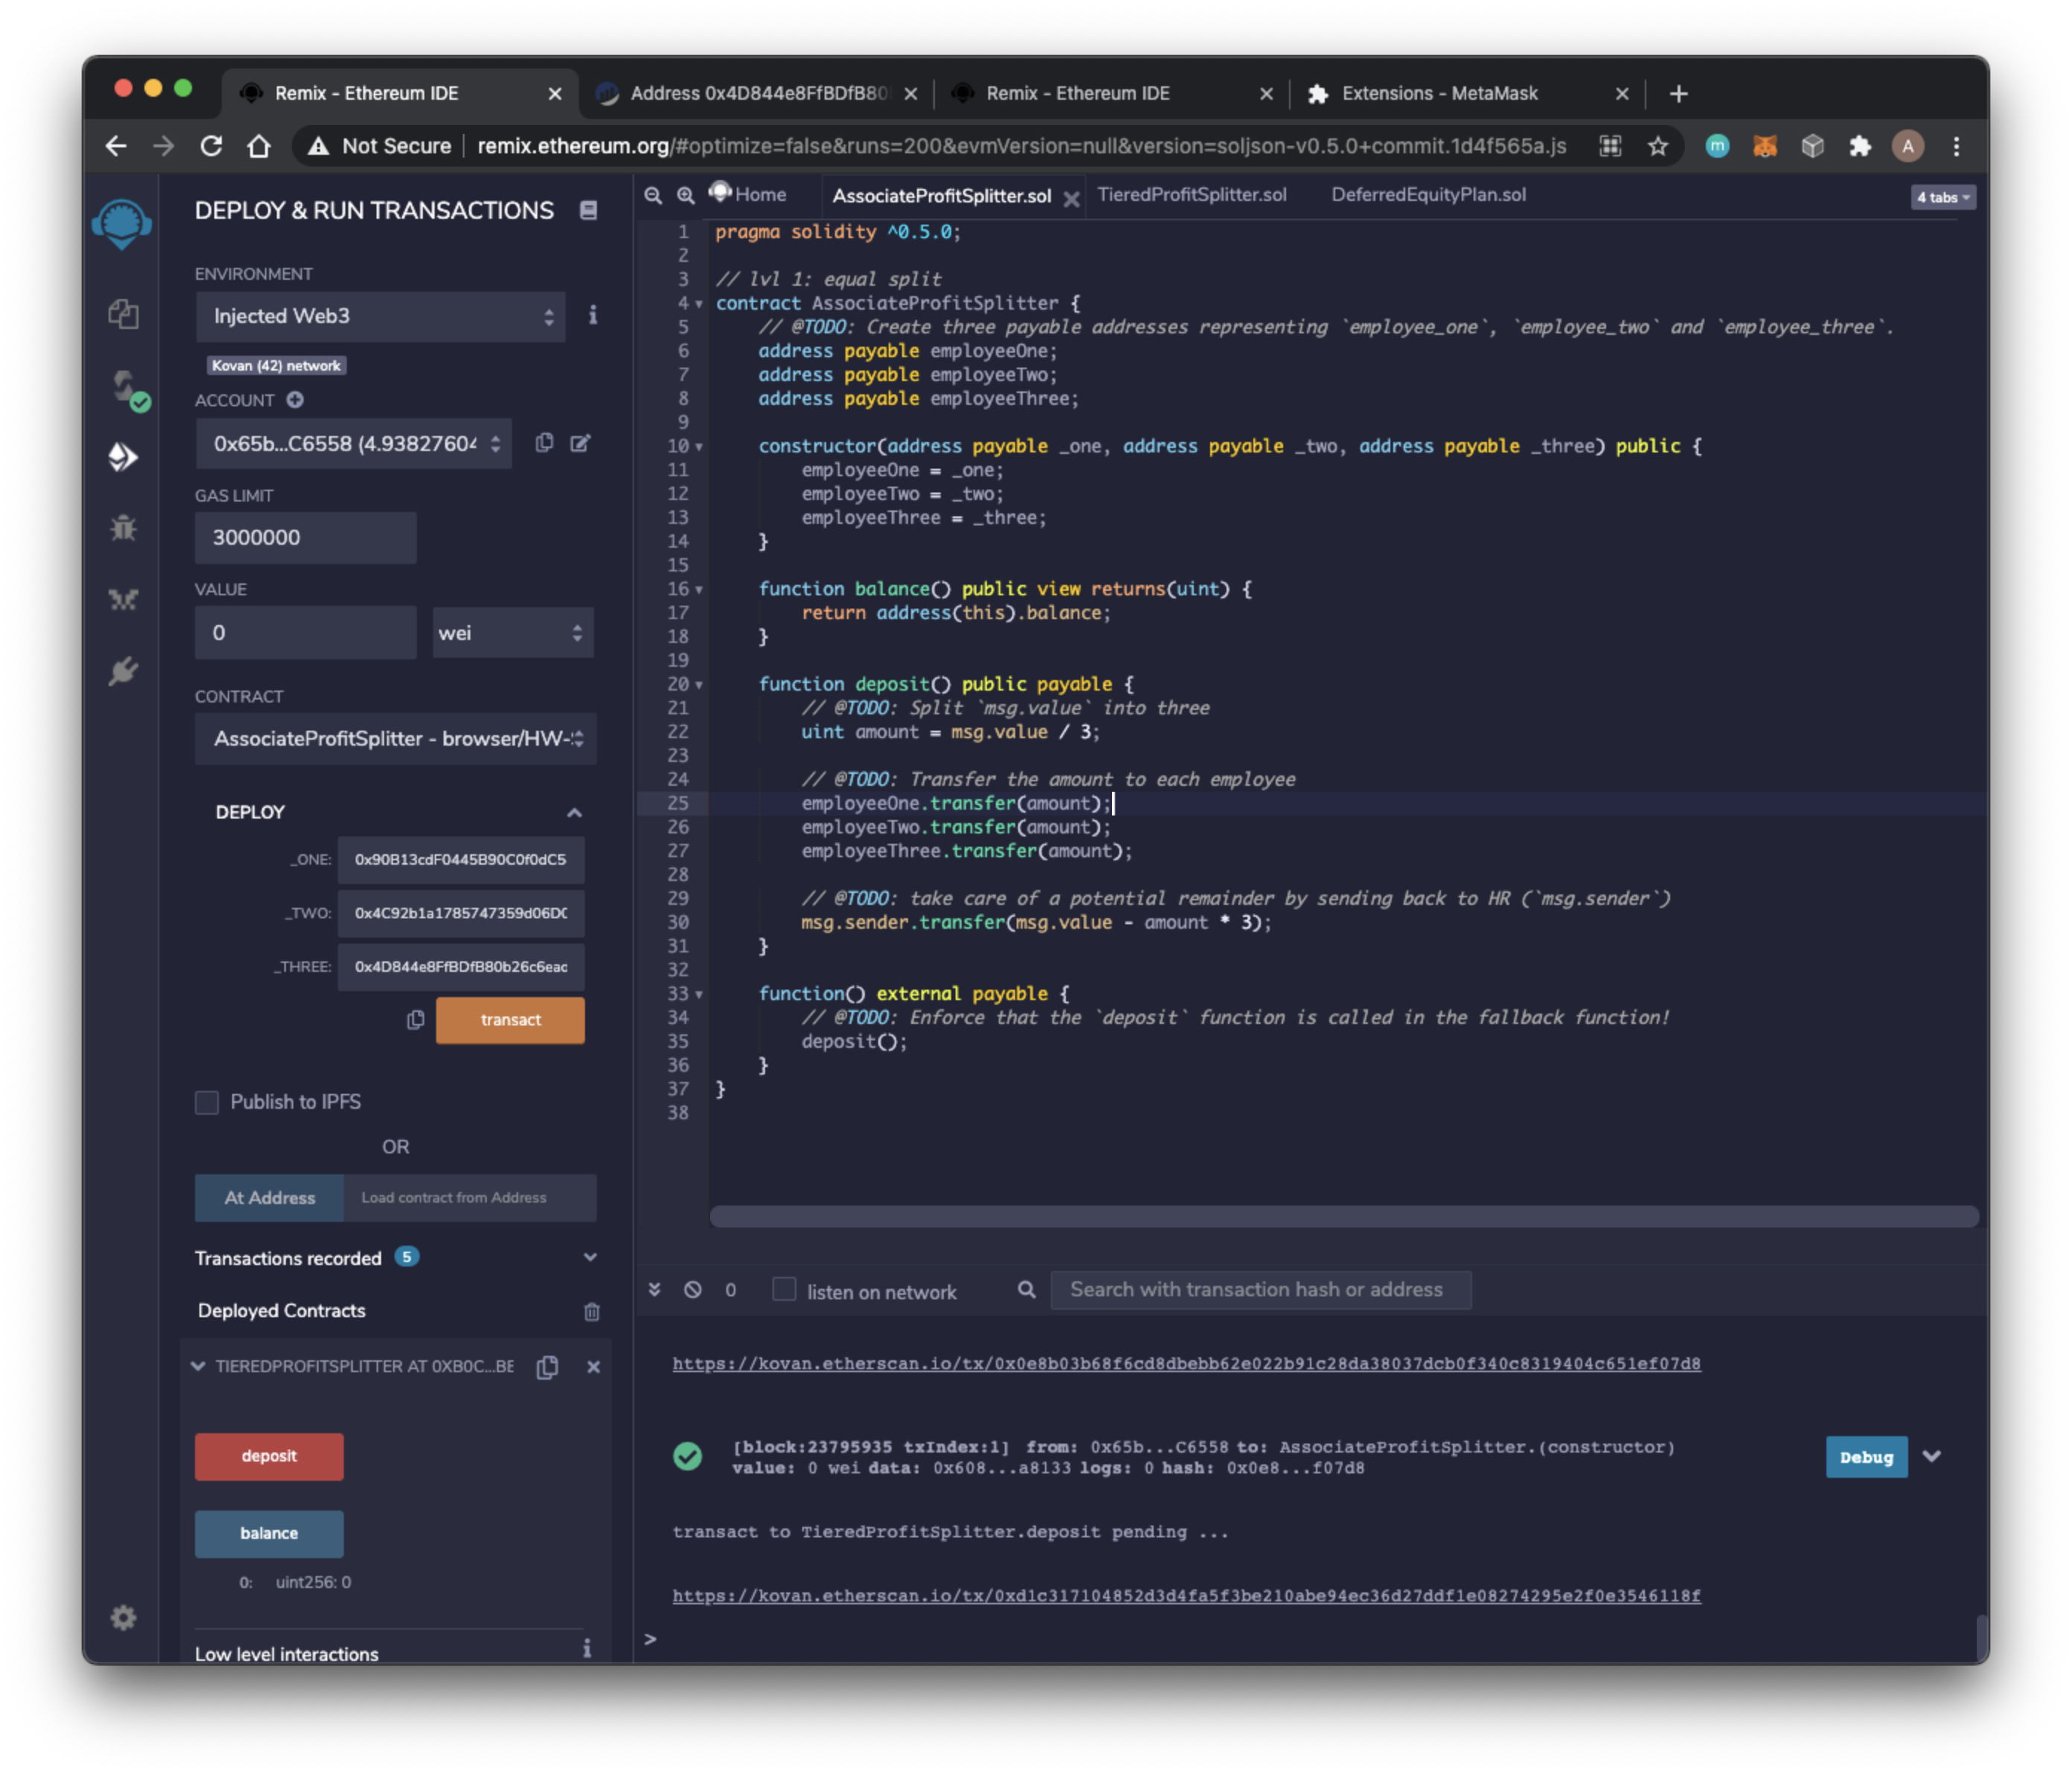 Remix - Ethereum IDE
Address 0x4D844e8FfBDfB80
Remix - Ethereum IDE
Extensions - MetaMask
Not Secure
remix.ethereum.org/#optimize=false&runs=200&evmVersion=null&version=soljson-v0.5.0+commit.1d4f565a.js
m
A
DEPLOY & RUN TRANSACTIONS
ENVIRONMENT
Injected Web3
i
Kovan (42) network
ACCOUNT
0x65b...C6558 (4.93827604
GAS LIMIT
3000000
VALUE
0
wei
CONTRACT
AssociateProfitSplitter - browser/HW-
DEPLOY
_ONE: 0x90B13cdF0445B90C0f0dC5
_TWO: 0x4C92b1a1785747359d06D0
_THREE: 0x4D844e8FfBDfB80b26c6eac
transact
Publish to IPFS
OR
At Address
Load contract from Address
Transactions recorded 5
Deployed Contracts
TIEREDPROFITSPLITTER AT 0XB0C...BE
deposit
balance
0: uint256: 0
Low level interactions
i
Home
AssociateProfitSplitter.sol
TieredProfitSplitter.sol
DeferredEquityPlan.sol
4 tabs
1 pragma solidity ^0.5.0;
2
3 // lvl 1: equal split
4 contract AssociateProfitSplitter {
5 // @TODO: Create three payable addresses representing `employee_one`, `employee_two` and `employee_three`.
6 address payable employeeOne;
7 address payable employeeTwo;
8 address payable employeeThree;
9
10 constructor(address payable _one, address payable _two, address payable _three) public {
11 employeeOne = _one;
12 employeeTwo = _two;
13 employeeThree = _three;
14 }
15
16 function balance() public view returns(uint) {
17 return address(this).balance;
18 }
19
20 function deposit() public payable {
21 // @TODO: Split `msg.value` into three
22 uint amount = msg.value / 3;
23
24 // @TODO: Transfer the amount to each employee
25 employeeOne.transfer(amount);
26 employeeTwo.transfer(amount);
27 employeeThree.transfer(amount);
28
29 // @TODO: take care of a potential remainder by sending back to HR (`msg.sender`)
30 msg.sender.transfer(msg.value - amount * 3);
31 }
32
33 function() external payable {
34 // @TODO: Enforce that the `deposit` function is called in the fallback function!
35 deposit();
36 }
37 }
38
0
listen on network
Search with transaction hash or address
https://kovan.etherscan.io/tx/0x0e8b03b68f6cd8dbebb62e022b91c28da38037dcb0f340c8319404c651ef07d8
[block:23795935 txIndex:1] from: 0x65b...C6558 to: AssociateProfitSplitter.(constructor)
value: 0 wei data: 0x608...a8133 logs: 0 hash: 0x0e8...f07d8
Debug
transact to TieredProfitSplitter.deposit pending ...
https://kovan.etherscan.io/tx/0xd1c317104852d3d4fa5f3be210abe94ec36d27ddf1e08274295e2f0e3546118f
>